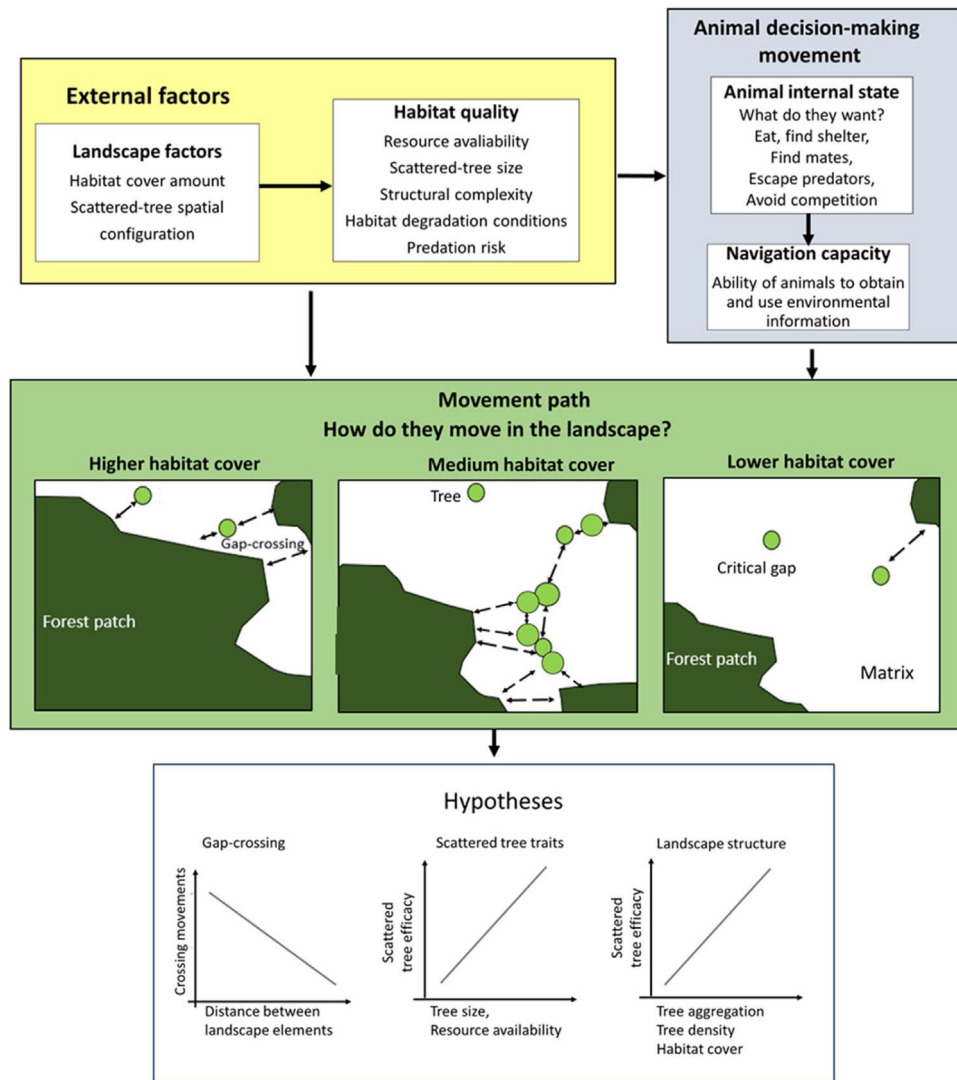 External factors
Landscape factors
Habitat cover amount
Scattered-tree spatial
configuration
Habitat quality
Resource avaliability
Scattered-tree size
Structural complexity
Habitat degradation conditions
Predation risk
Animal decision-making
movement
Animal internal state
What do they want?
Eat, find shelter,
Find mates,
Escape predators,
Avoid competition
Navigation capacity
Ability of animals to obtain
and use environmental
information
Movement path
How do they move in the landscape?
Higher habitat cover
Gap-crossing
Forest patch
Medium habitat cover
Tree
Lower habitat cover
Critical gap
Forest patch
Matrix
Hypotheses
Gap-crossing
Crossing movements
Distance between
landscape elements
Scattered tree traits
Scattered
tree efficacy
Tree size,
Resource availability
Landscape structure
Scattered
tree efficacy
Tree aggregation
Tree density
Habitat cover